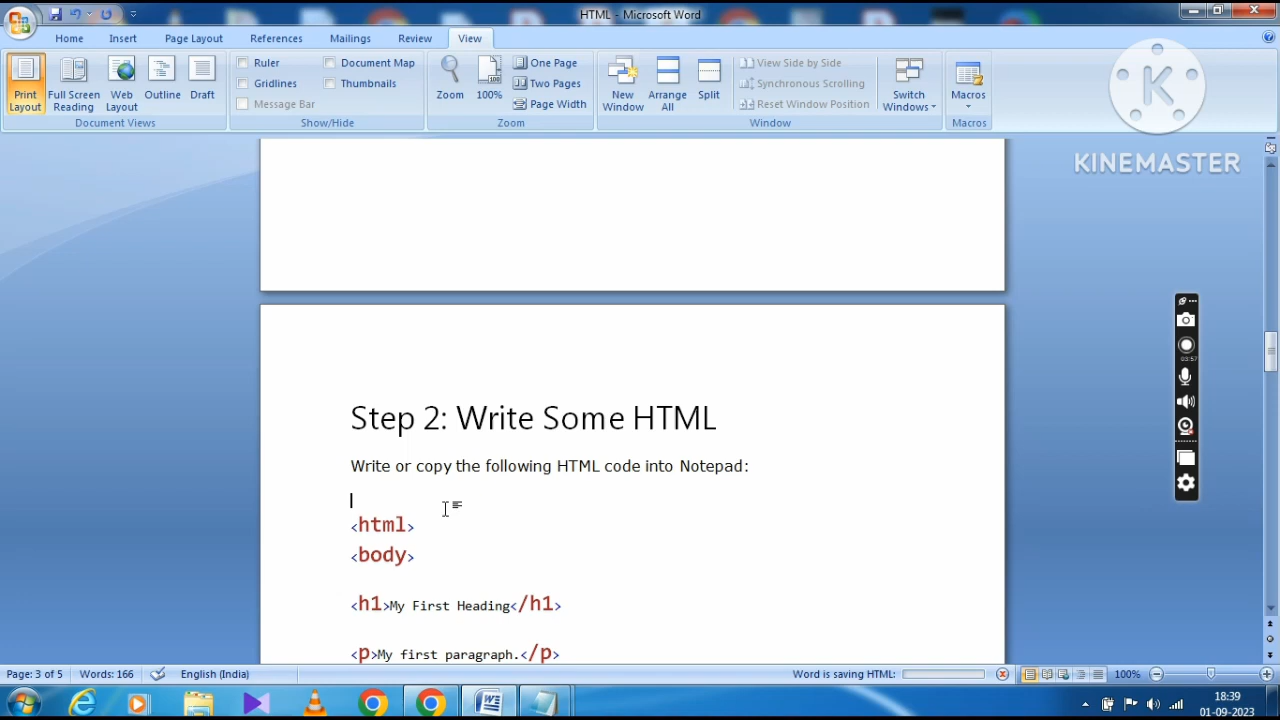 HTML - Microsoft Word
Home Insert Page Layout References Mailings Review View
Print Layout
Full Screen Reading
Web Layout
Outline
Draft
Document Views
Ruler
Gridlines
Message Bar
Document Map
Thumbnails
Show/Hide
Zoom
100%
One Page
Two Pages
Page Width
Zoom
New Window
Arrange All
Split
View Side by Side
Synchronous Scrolling
Reset Window Position
Window
Switch Windows
Macros
Macros
K
KINEMASTER
Step 2: Write Some HTML
Write or copy the following HTML code into Notepad:
<html>
<body>
<h1>My First Heading</h1>
<p>My first paragraph.</p>
03:57
Page: 3 of 5 Words: 166 English (India) Word is saving HTML: 100%
18:39
01-09-2023